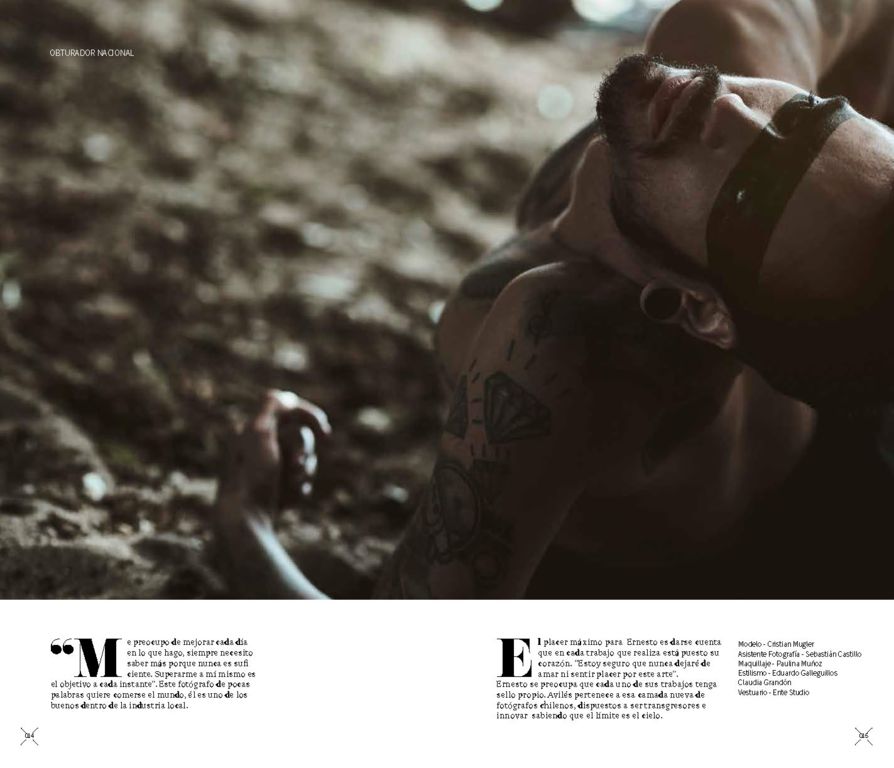 OBTURADOR NACIONAL
“Me preocupo de mejorar cada día
en lo que hago, siempre necesito
saber más porque nunca es sufi
ciente. Superarme a mí mismo es
el objetivo a cada instante”. Este fotógrafo de pocas
palabras quiere comerse el mundo, él es uno de los
buenos dentro de la industria local.
El placer máximo para Ernesto es darse cuenta
que en cada trabajo que realiza está puesto su
corazón. “Estoy seguro que nunca dejaré de
amar ni sentir placer por este arte”.
Ernesto se preocupa que cada uno de sus trabajos tenga
sello propio. Avilés pertenece a esa camada nueva de
fotógrafos chilenos, dispuestos a ser transgresores e
innovar sabiendo que el límite es el cielo.
Modelo - Cristian Mugler
Asistente Fotografía - Sebastián Castillo
Maquillaje - Paulina Muñoz
Estilismo - Eduardo Galleguillos
Claudia Grandón
Vestuario - Ente Studio
014
015